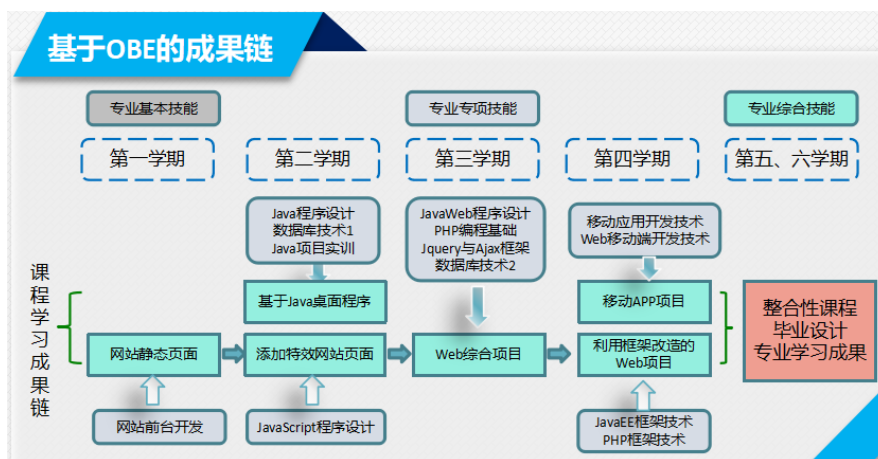 基于OBE的成果链
专业基本技能
专业专项技能
专业综合技能
第一学期
第二学期
第三学期
第四学期
第五、六学期
Java程序设计
数据库技术1
Java项目实训
JavaWeb程序设计
PHP编程基础
Jquery与Ajax框架
数据库技术2
移动应用开发技术
Web移动端开发技术
课程学习成果链
基于Java桌面程序
移动APP项目
网站静态页面
添加特效网站页面
Web综合项目
利用框架改造的
Web项目
整合性课程
毕业设计
专业学习成果
网站前台开发
JavaScript程序设计
JavaEE框架技术
PHP框架技术